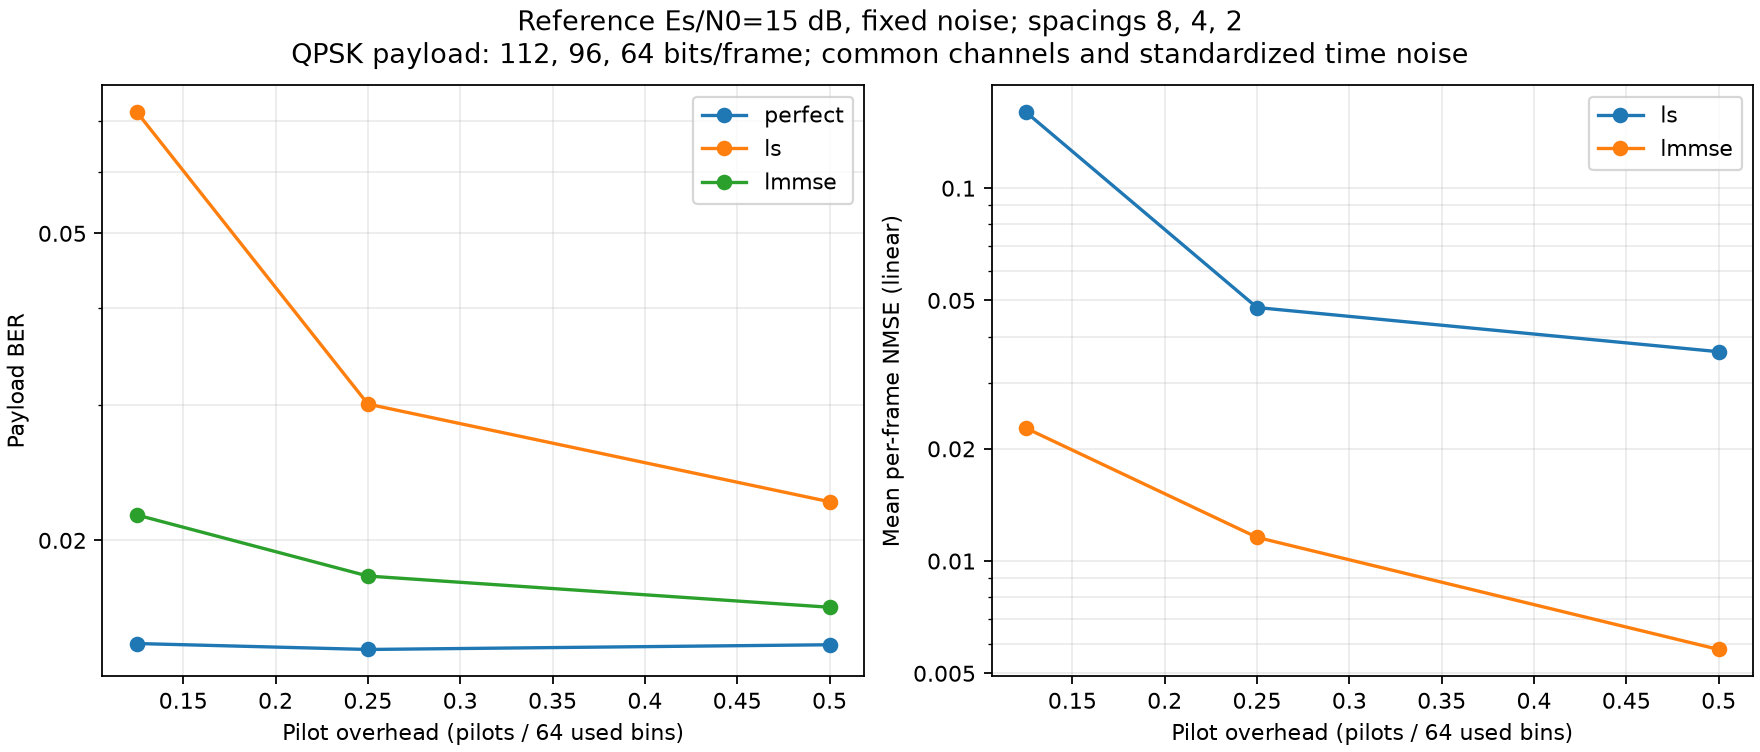 Reference Es/N0=15 dB, fixed noise; spacings 8, 4, 2
QPSK payload: 112, 96, 64 bits/frame; common channels and standardized time noise
Payload BER
0.05
0.02
perfect
ls
lmmse
0.15
0.2
0.25
0.3
0.35
0.4
0.45
0.5
Pilot overhead (pilots / 64 used bins)
Mean per-frame NMSE (linear)
0.1
0.05
0.02
0.01
0.005
ls
lmmse
0.15
0.2
0.25
0.3
0.35
0.4
0.45
0.5
Pilot overhead (pilots / 64 used bins)